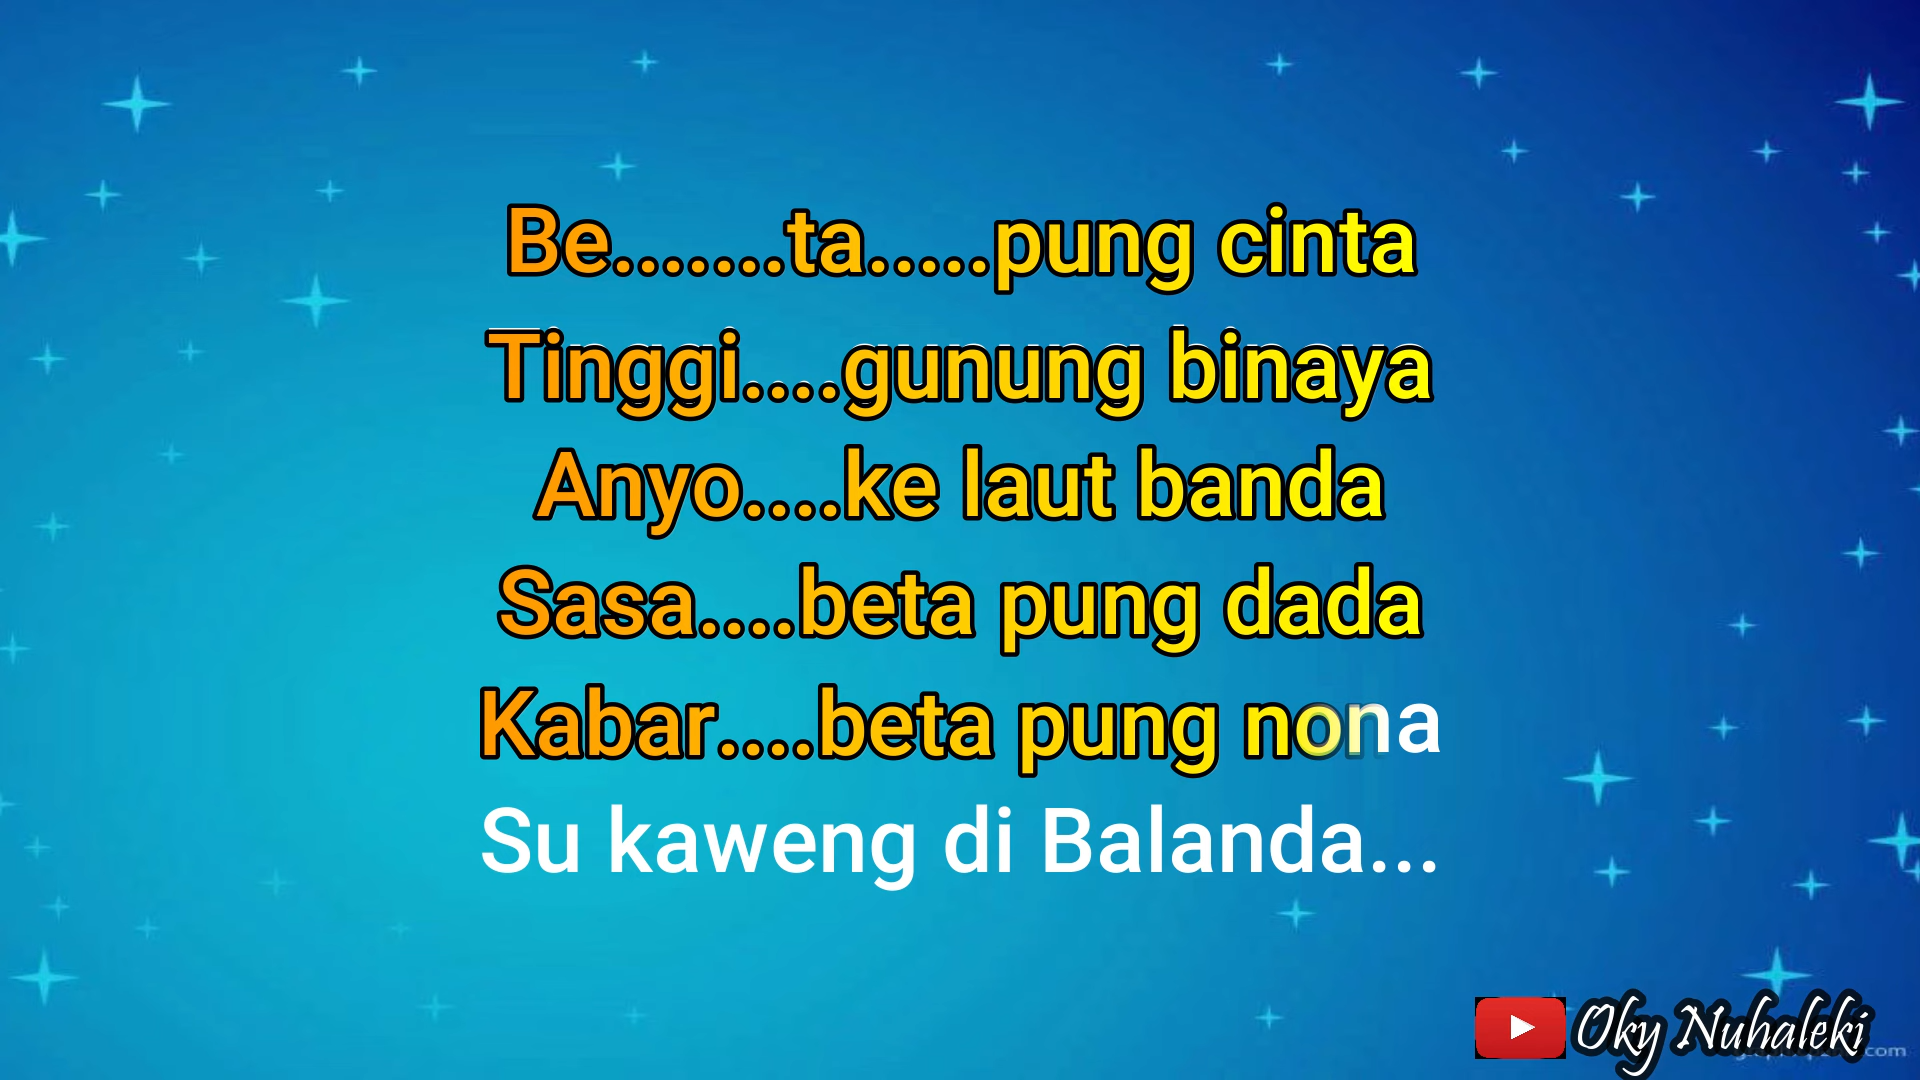 Be.......ta.....pung cinta
Tinggi....gunung binaya
Anyo....ke laut banda
Sasa....beta pung dada
Kabar....beta pung nona
Su kaweng di Balanda...
Oky Nuhaleki